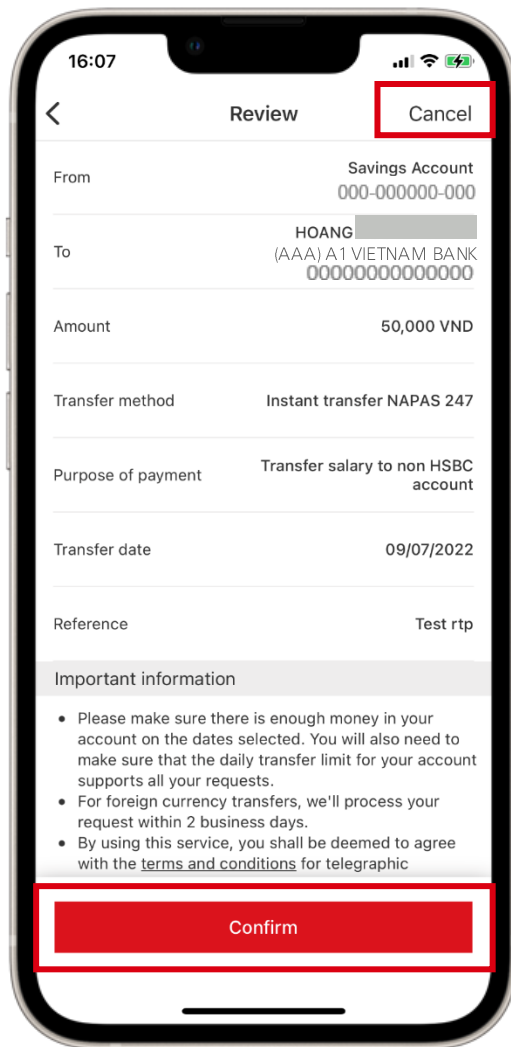 16:07
Review
Cancel
From
Savings Account
000-000000-000
To
HOANG
(AAA) A1 VIETNAM BANK
00000000000000
Amount
50,000 VND
Transfer method
Instant transfer NAPAS 247
Purpose of payment
Transfer salary to non HSBC
account
Transfer date
09/07/2022
Reference
Test rtp
Important information
• Please make sure there is enough money in your
account on the dates selected. You will also need to
make sure that the daily transfer limit for your account
supports all your requests.
• For foreign currency transfers, we'll process your
request within 2 business days.
• By using this service, you shall be deemed to agree
with the terms and conditions for telegraphic
Confirm